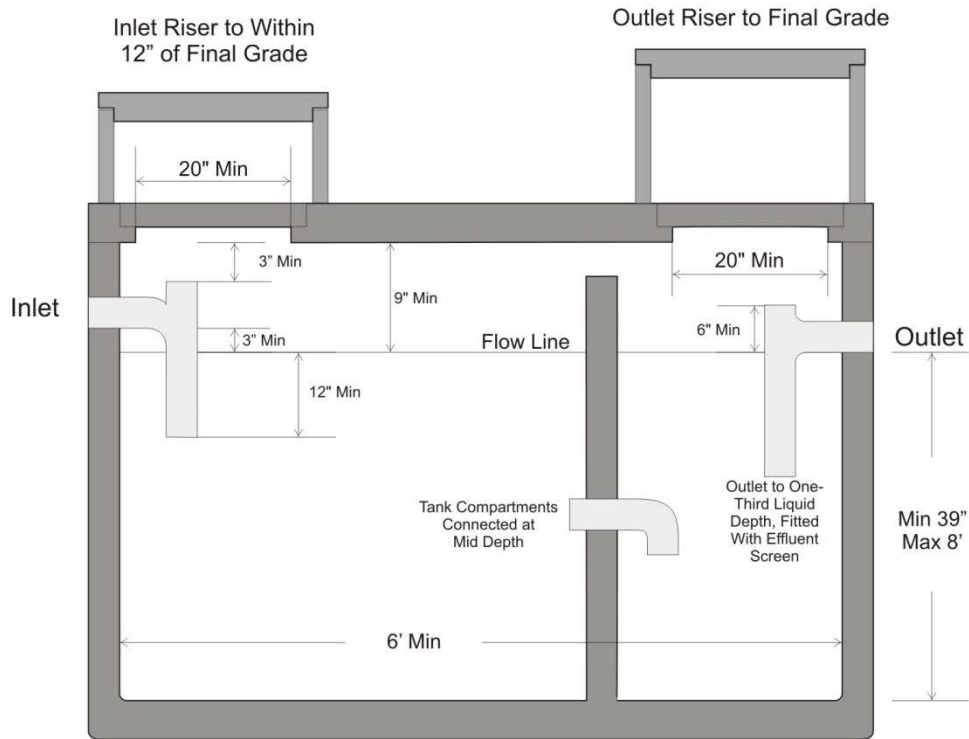 Inlet Riser to Within
12” of Final Grade
Outlet Riser to Final Grade
20" Min
3” Min
9" Min
20" Min
Inlet
3” Min
Flow Line
6" Min
Outlet
12" Min
Tank Compartments
Connected at
Mid Depth
Outlet to One-
Third Liquid
Depth, Fitted
With Effluent
Screen
Min 39”
Max 8’
6’ Min